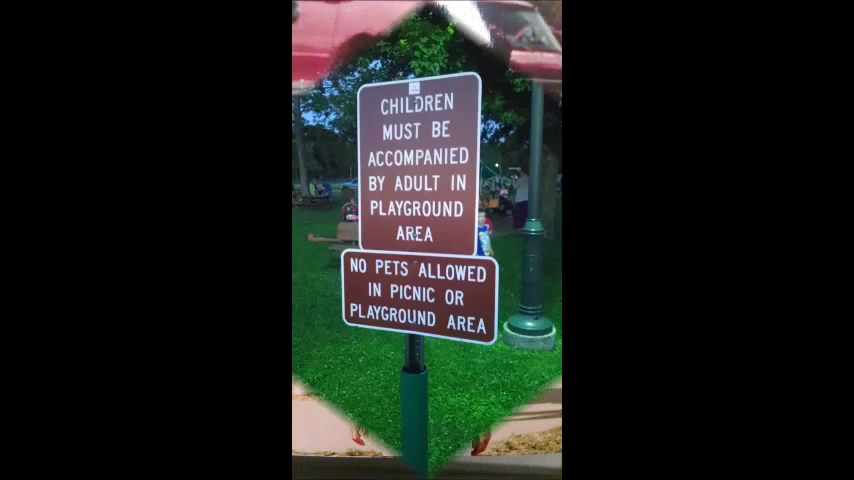 CHILDREN
MUST BE
ACCOMPANIED
BY ADULT IN
PLAYGROUND
AREA
NO PETS ALLOWED
IN PICNIC OR
PLAYGROUND AREA